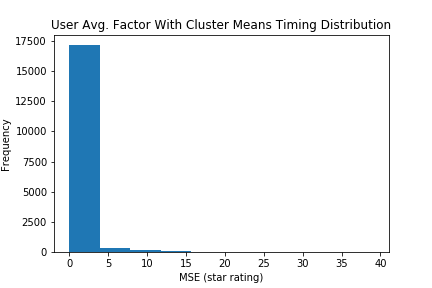 User Avg. Factor With Cluster Means Timing Distribution
17500
15000
12500
10000
7500
5000
2500
0
Frequency
0 5 10 15 20 25 30 35 40
MSE (star rating)